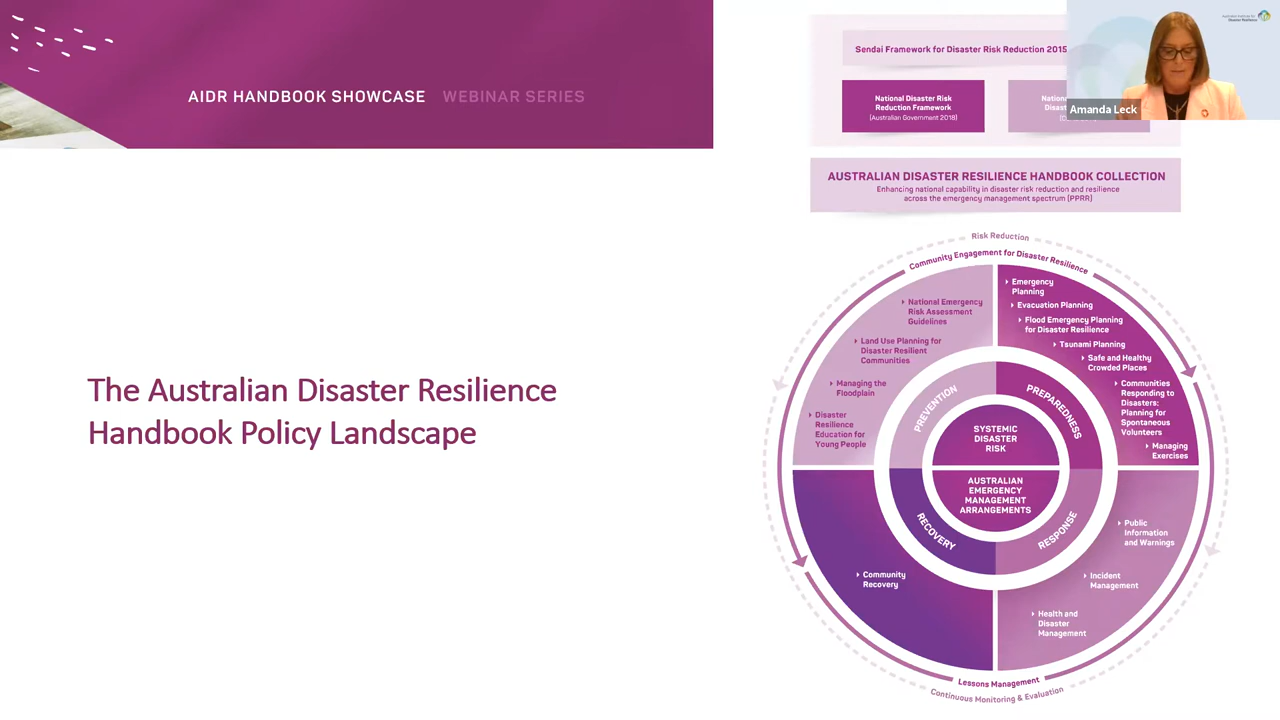 AIDR HANDBOOK SHOWCASE WEBINAR SERIES
The Australian Disaster Resilience
Handbook Policy Landscape
Sendai Framework for Disaster Risk Reduction 2015
National Disaster Risk
Reduction Framework
(Australian Government 2018)
Australian Institute for
Disaster Resilience
Amanda Leck
AUSTRALIAN DISASTER RESILIENCE HANDBOOK COLLECTION
Enhancing national capability in disaster risk reduction and resilience
across the emergency management spectrum (PPRR)
Risk Reduction
Community Engagement for Disaster Resilience
National Emergency
Risk Assessment
Guidelines
Land Use Planning for
Disaster Resilient
Communities
Managing the
Floodplain
Disaster
Resilience
Education for
Young People
Emergency
Planning
Evacuation Planning
Flood Emergency Planning
for Disaster Resilience
Tsunami Planning
Safe and Healthy
Crowded Places
Communities
Responding to
Disasters:
Planning for
Spontaneous
Volunteers
Managing
Exercises
PREVENTION
PREPAREDNESS
SYSTEMIC
DISASTER
RISK
AUSTRALIAN
EMERGENCY
MANAGEMENT
ARRANGEMENTS
RECOVERY
RESPONSE
Community
Recovery
Public
Information
and Warnings
Incident
Management
Health and
Disaster
Management
Lessons Management
Continuous Monitoring & Evaluation